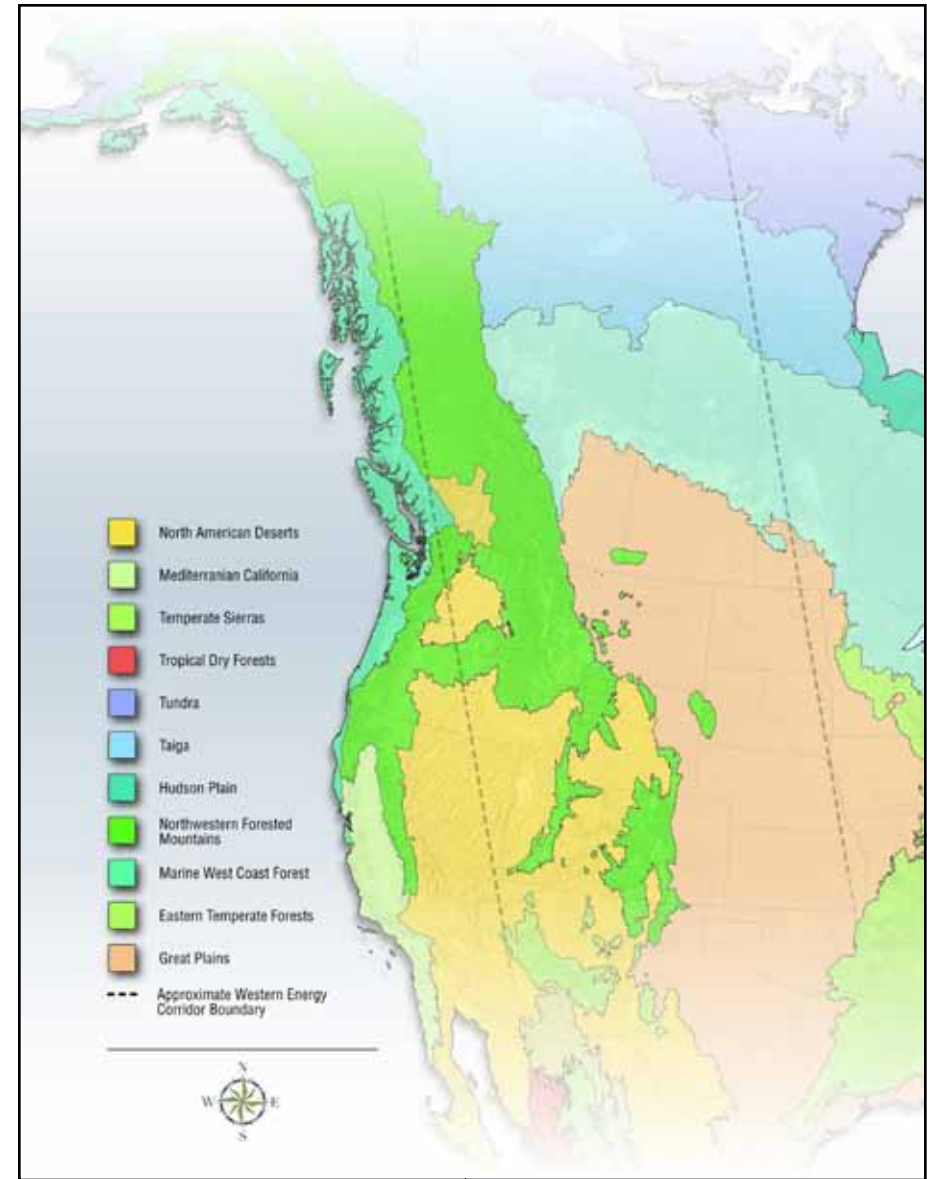 North American Deserts
Mediterranian California
Temperate Sierras
Tropical Dry Forests
Tundra
Taiga
Hudson Plain
Northwestern Forested
Mountains
Marine West Coast Forest
Eastern Temperate Forests
Great Plains
Approximate Western Energy
Corridor Boundary
N
W E
S